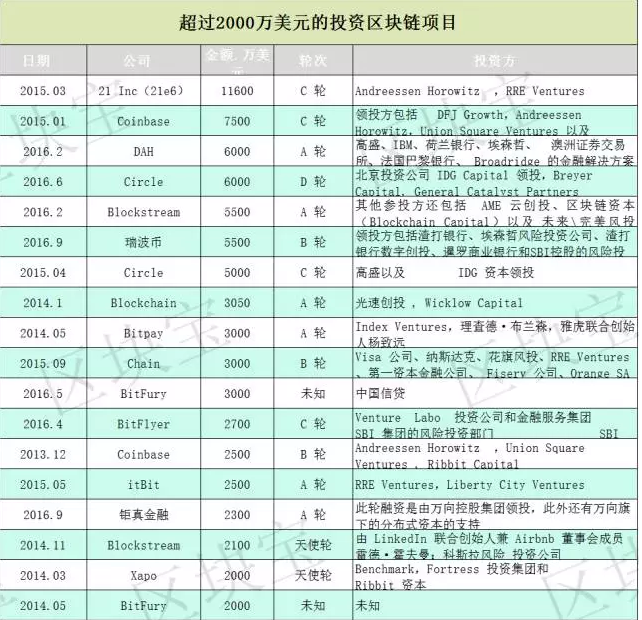 超过2000万美元的投资区块链项目
日期 公司 金额.万美元 轮次 投资方
2015.03 21 Inc（21e6） 11600 C 轮 Andreessen Horowitz ，RRE Ventures
2015.01 Coinbase 7500 C 轮 领投方包括 DFJ Growth，Andreessen
Horowitz，Union Square Ventures 以及
2016.2 DAH 6000 A 轮 高盛、IBM、荷兰银行、埃森哲、 澳洲证券交易
所、法国巴黎银行、 Broadridge 的金融解决方案
2016.6 Circle 6000 D 轮 北京投资公司 IDG Capital 领投，Breyer
Capital，General Catalyst Partners
2016.2 Blockstream 5500 A 轮 其他参投方还包括 AME 云创投、区块链资本
（Blockchain Capital）以及 未来\完美风投
2016.9 瑞波币 5500 B 轮 领投方包括渣打银行、埃森哲风险投资公司、渣打
银行数字创投、暹罗商业银行和SBI控股的风险投
2015.04 Circle 5000 C 轮 高盛以及 IDG 资本领投
2014.1 Blockchain 3050 A 轮 光速创投 ，Wicklow Capital
2014.05 Bitpay 3000 A 轮 Index Ventures，理查德·布兰森，雅虎联合创始
人杨致远
2015.09 Chain 3000 B 轮 Visa 公司、纳斯达克、花旗风投、RRE Ventures
、第一资本金融公司、 Fiserv 公司、Orange SA
2016.5 BitFury 3000 未知 中国信贷
2016.4 BitFlyer 2700 C 轮 Venture Labo 投资公司和金融服务集团
SBI 集团的风险投资部门 SBI
2013.12 Coinbase 2500 B 轮 Andreessen Horowitz ，Union Square
Ventures ，Ribbit Capital
2015.05 itBit 2500 A 轮 RRE Ventures，Liberty City Ventures
2016.9 钜真金融 2300 A 轮 此轮融资是由万向控股集团领投，此外还有万向旗
下的分布式资本的支持
2014.11 Blockstream 2100 天使轮 由 LinkedIn 联合创始人兼 Airbnb 董事会成员
雷德·霍夫曼；科斯拉风险 投资公司
2014.03 Xapo 2000 天使轮 Benchmark，Fortress 投资集团和
Ribbit 资本
2014.05 BitFury 2000 未知 未知
区块宝
区块宝
区块宝
区块宝
区块宝
区块宝